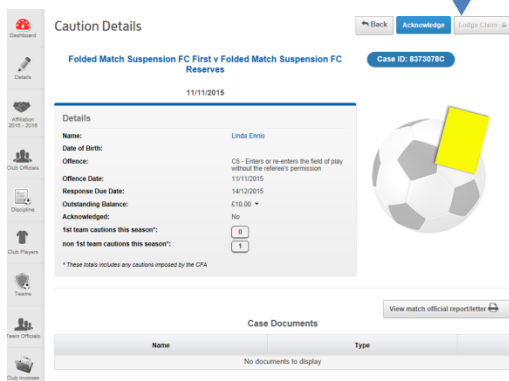 Dashboard
Details
Affiliation
2015 - 2016
Club Officials
Discipline
Club Players
Teams
Team Officials
Club Invoices
Caution Details
Back
Acknowledge
Lodge Claim
Folded Match Suspension FC First v Folded Match Suspension FC
Reserves
Case ID: 8373078C
11/11/2015
Details
Name: Linda Ennis
Date of Birth:
Offence: C6 - Enters or re-enters the field of play
without the referee's permission
Offence Date: 11/11/2015
Response Due Date: 14/12/2015
Outstanding Balance: £10.00
Acknowledged: No
1st team cautions this season*: 0
non 1st team cautions this season*: 1
* These totals includes any cautions imposed by the CFA
View match official report/letter
Case Documents
Name Type
No documents to display